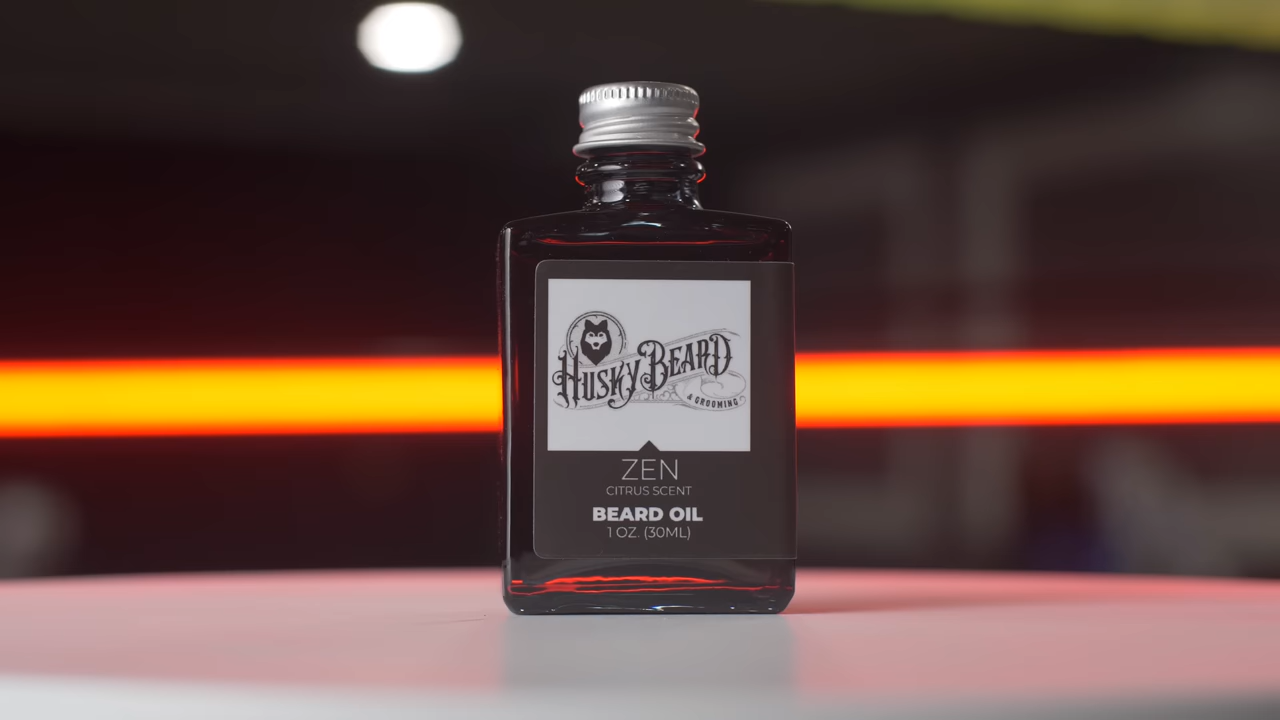 HUSKY BEARD
& GROOMING
ZEN
CITRUS SCENT
BEARD OIL
1 OZ. (30ML)